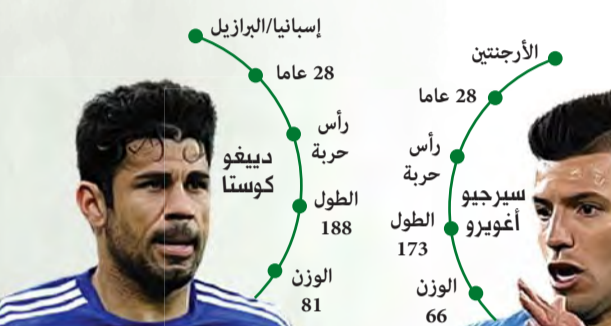 الأرجنتين
28 عاما
رأس
حربة
سيرجيو
أغويرو
الطول
173
الوزن
66
إسبانيا/البرازيل
28 عاما
رأس
حربة
دييغو
كوستا
الطول
188
الوزن
81